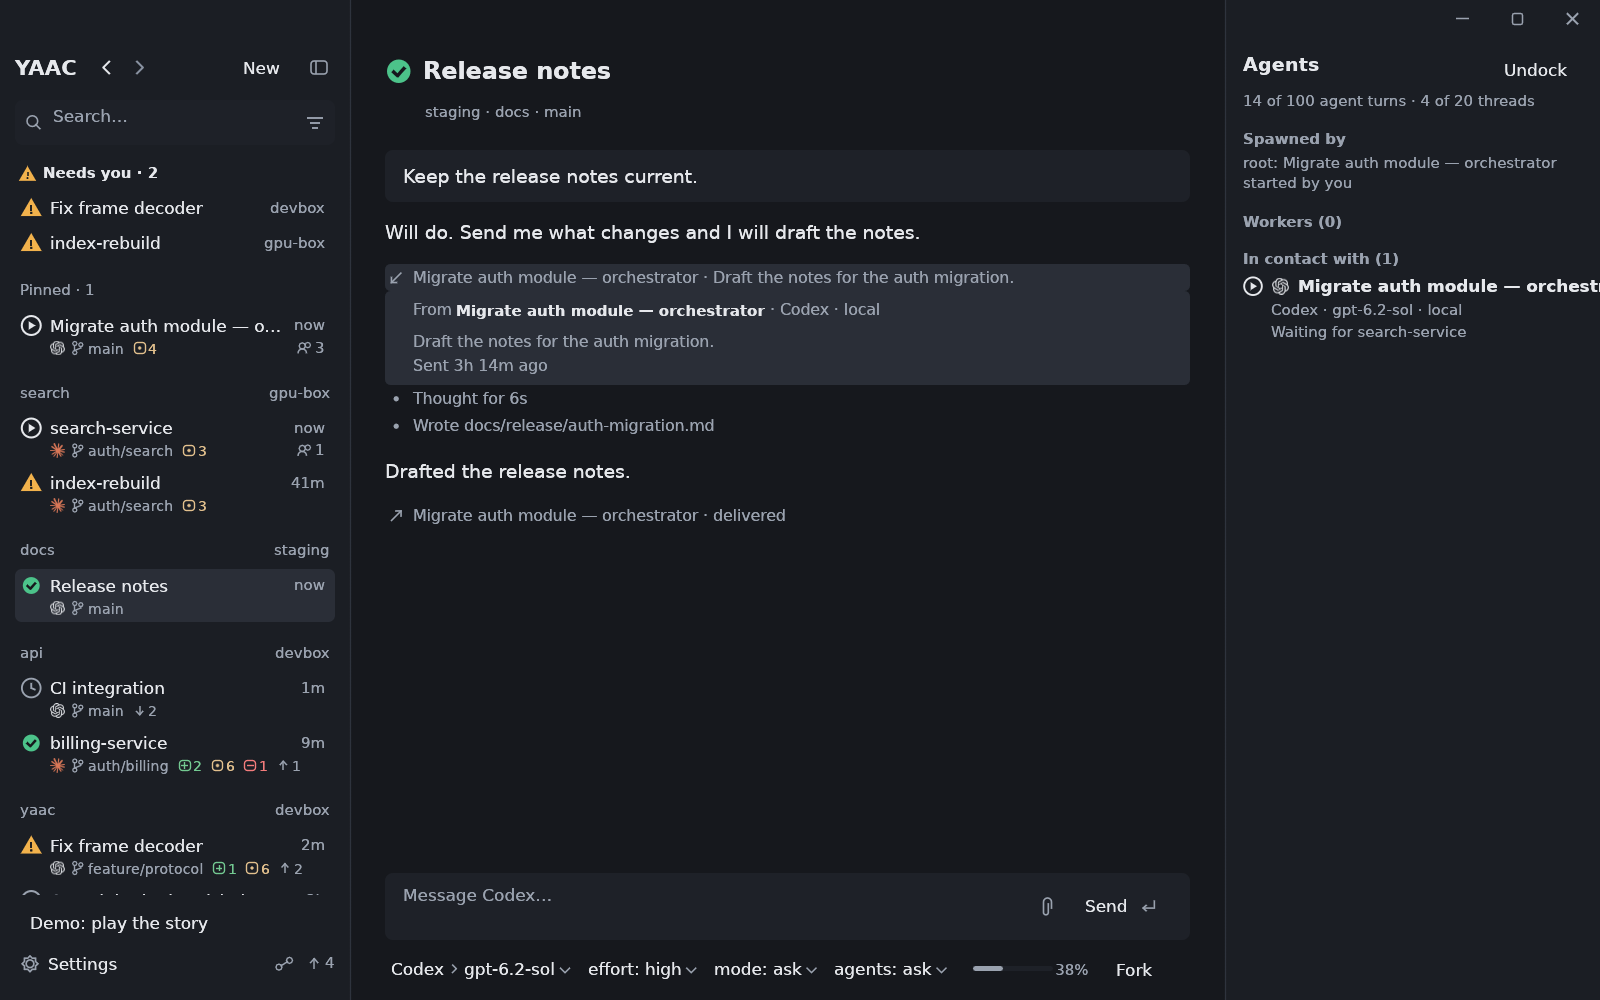 YAAC
New
Search...
Needs you · 2
Fix frame decoder devbox
index-rebuild gpu-box
Pinned · 1
Migrate auth module — o... now
main 4 3
search gpu-box
search-service now
auth/search 3 1
index-rebuild 41m
auth/search 3
docs staging
Release notes now
main
api devbox
CI integration 1m
main 2
billing-service 9m
auth/billing 2 6 1 1
yaac devbox
Fix frame decoder 2m
feature/protocol 1 6 2
Demo: play the story
Settings 4
Release notes
staging · docs · main
Keep the release notes current.
Will do. Send me what changes and I will draft the notes.
Migrate auth module — orchestrator · Draft the notes for the auth migration.
From Migrate auth module — orchestrator · Codex · local
Draft the notes for the auth migration.
Sent 3h 14m ago
• Thought for 6s
• Wrote docs/release/auth-migration.md
Drafted the release notes.
Migrate auth module — orchestrator · delivered
Message Codex...
Send
Codex gpt-6.2-sol effort: high mode: ask agents: ask 38% Fork
Agents
Undock
14 of 100 agent turns · 4 of 20 threads
Spawned by
root: Migrate auth module — orchestrator
started by you
Workers (0)
In contact with (1)
Migrate auth module — orchestr
Codex · gpt-6.2-sol · local
Waiting for search-service